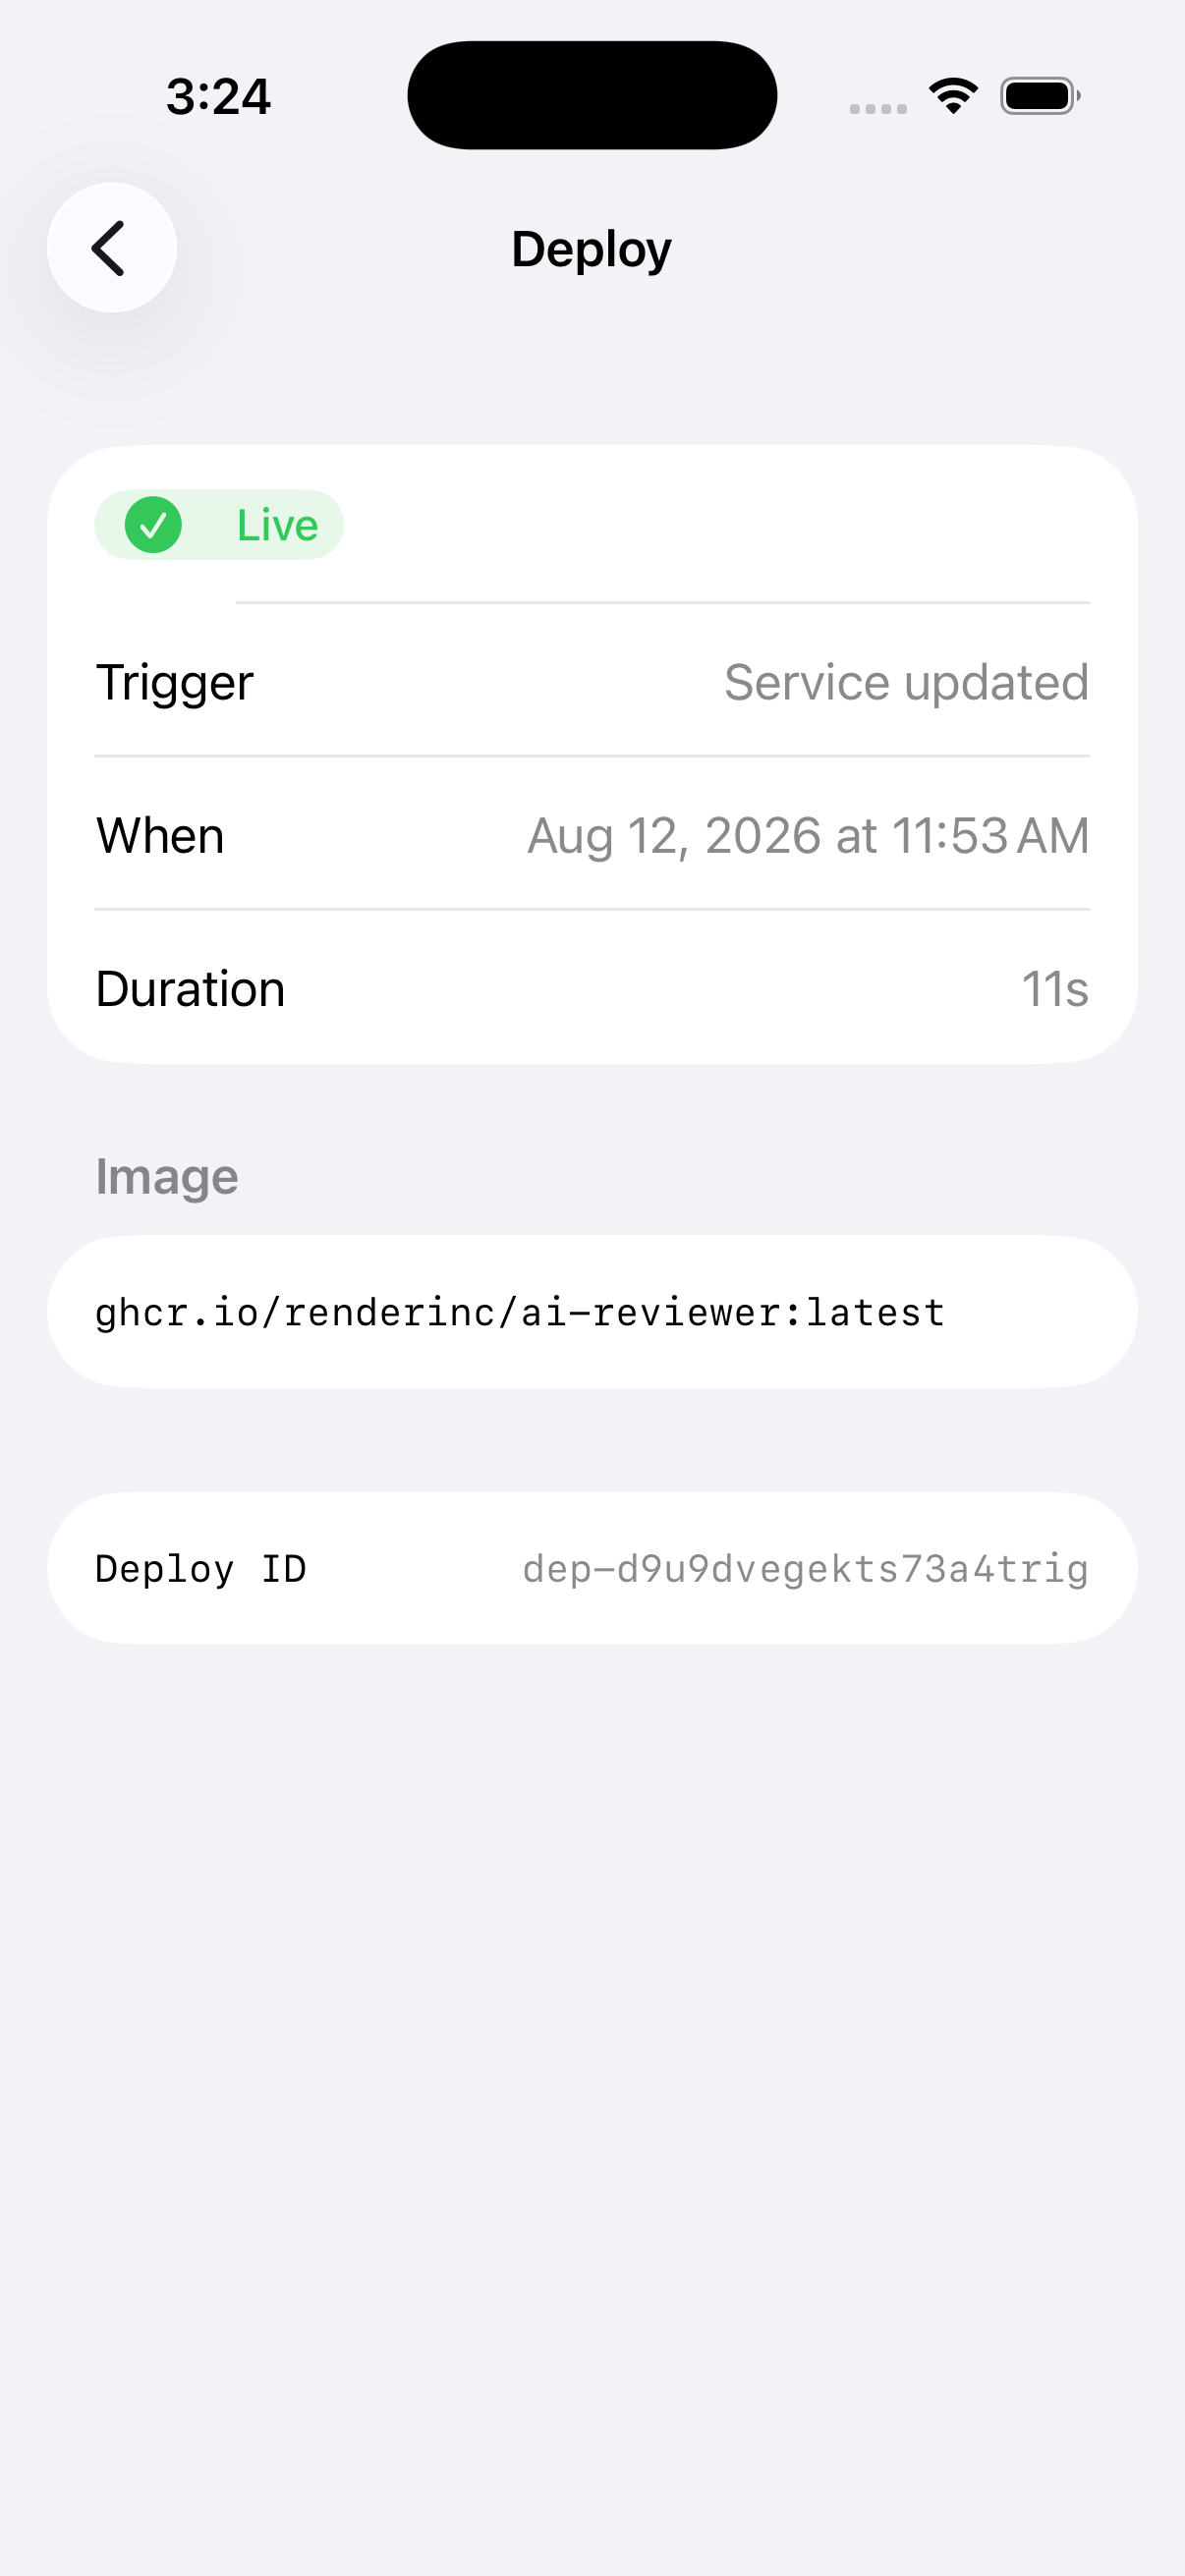 3:24
Deploy
Live
Trigger Service updated
When Aug 12, 2026 at 11:53 AM
Duration 11s
Image
ghcr.io/renderinc/ai-reviewer:latest
Deploy ID dep-d9u9dvegekts73a4trig